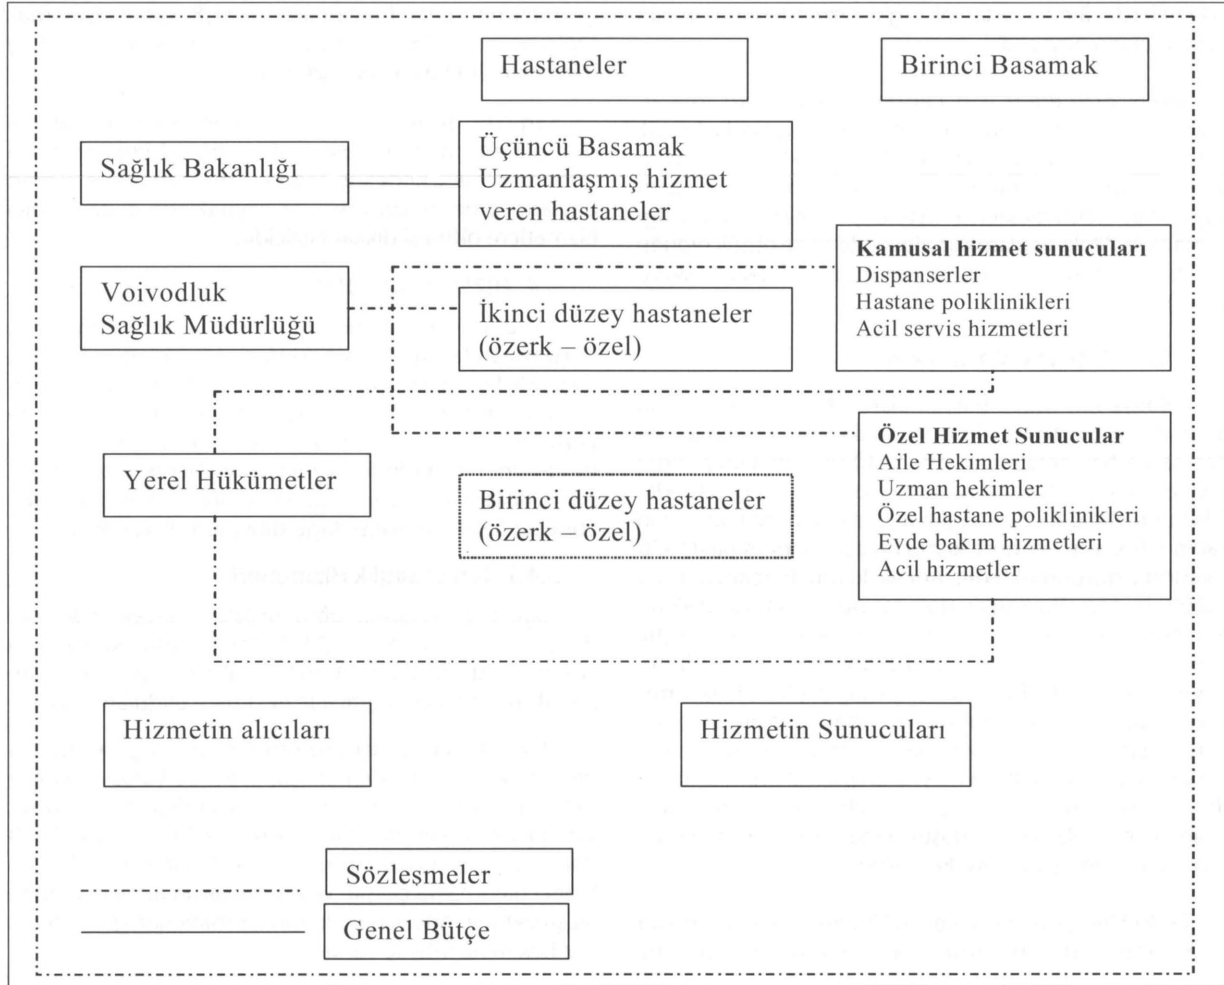 Hastaneler
Birinci Basamak
Sağlık Bakanlığı
Üçüncü Basamak
Uzmanlaşmış hizmet
veren hastaneler
Kamusal hizmet sunucuları
Dispanserler
Hastane poliklinikleri
Acil servis hizmetleri
Voivodluk
Sağlık Müdürlüğü
İkinci düzey hastaneler
(özerk – özel)
Özel Hizmet Sunucular
Aile Hekimleri
Uzman hekimler
Özel hastane poliklinikleri
Evde bakım hizmetleri
Acil hizmetler
Yerel Hükümetler
Birinci düzey hastaneler
(özerk – özel)
Hizmetin alıcıları
Hizmetin Sunucuları
Sözleşmeler
Genel Bütçe